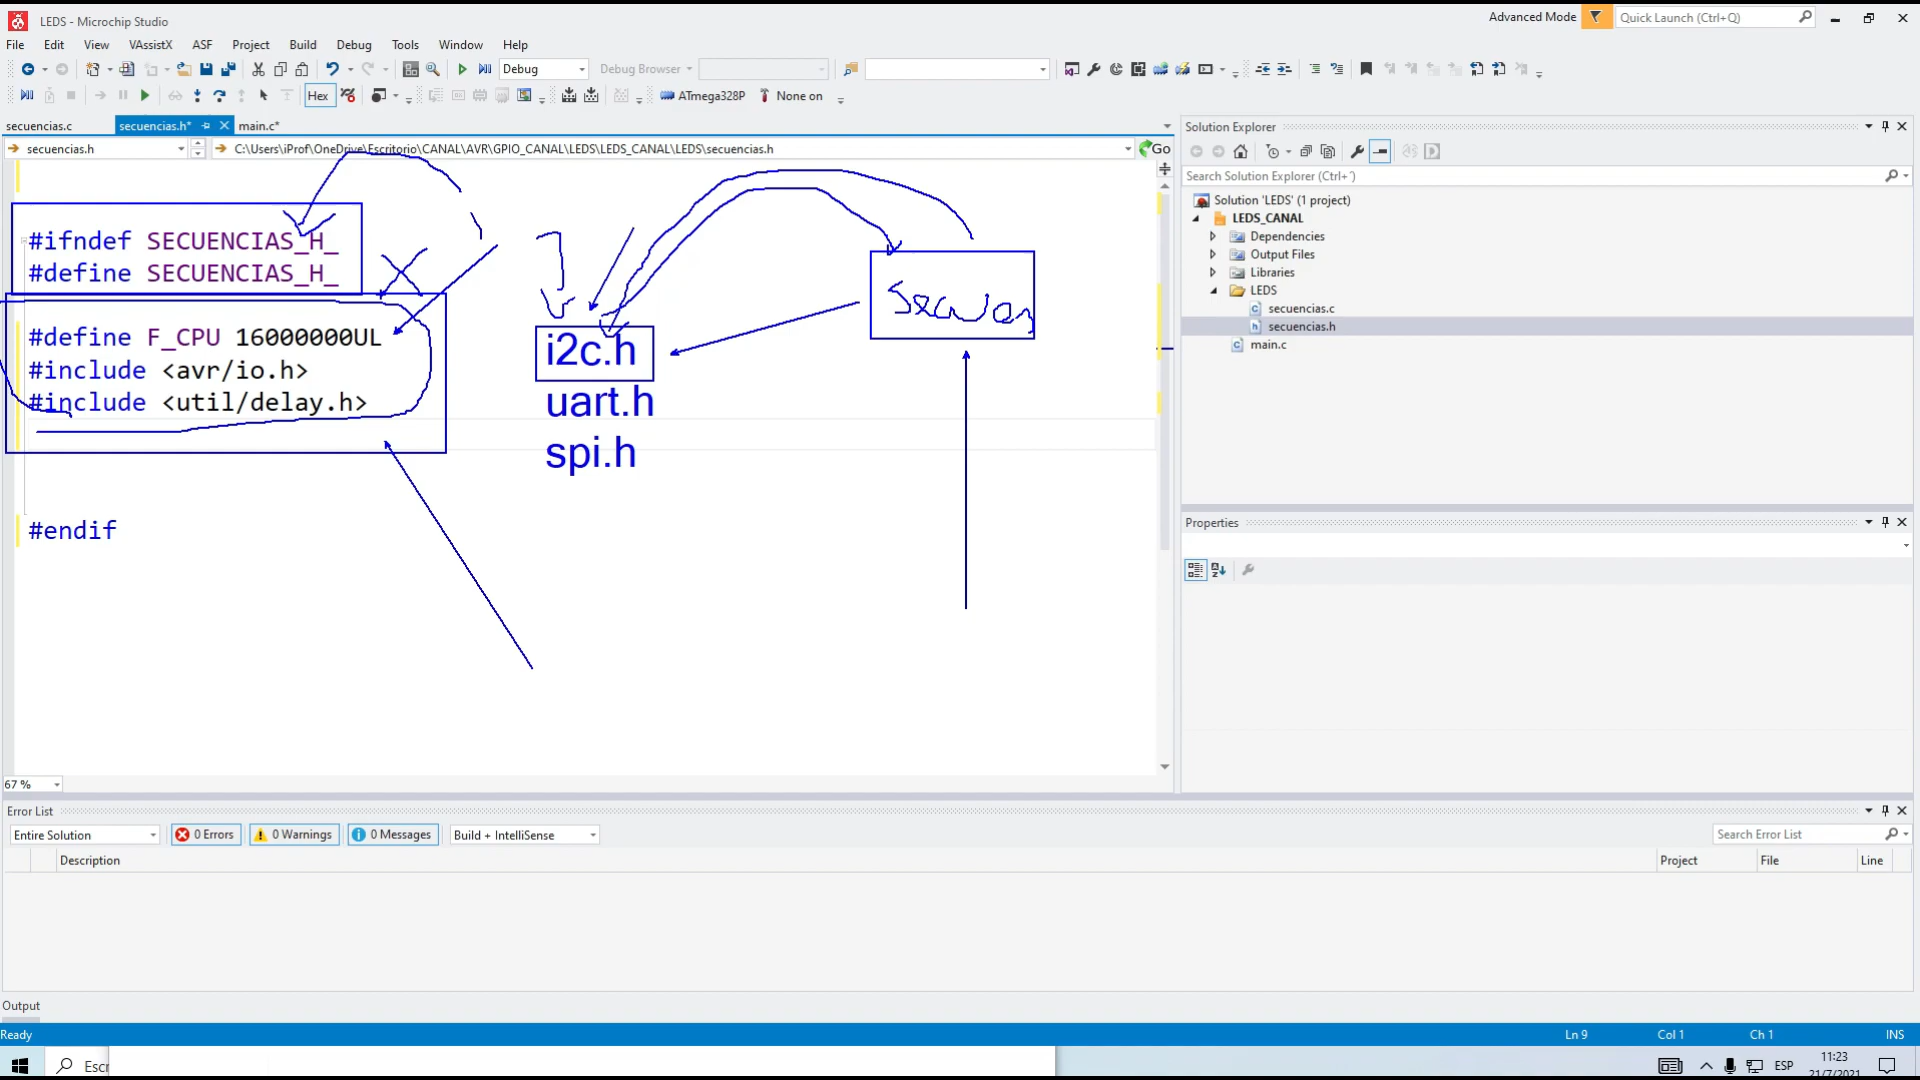 LEDS - Microchip Studio
Advanced Mode
Quick Launch (Ctrl+Q)
File Edit View VAssistX ASF Project Build Debug Tools Window Help
Debug
Debug Browser
Hex
ATmega328P
None on
secuencias.c
secuencias.h*
main.c*
secuencias.h
C:\Users\iProf\OneDrive\Escritorio\CANAL\AVR\GPIO_CANAL\LEDS\LEDS_CANAL\LEDS\secuencias.h
Go
#ifndef SECUENCIAS_H_
#define SECUENCIAS_H_
#define F_CPU 16000000UL
#include <avr/io.h>
#include <util/delay.h>
#endif
i2c.h
uart.h
spi.h
67 %
Solution Explorer
Search Solution Explorer (Ctrl+´)
Solution 'LEDS' (1 project)
LEDS_CANAL
Dependencies
Output Files
Libraries
LEDS
secuencias.c
secuencias.h
main.c
Properties
Error List
Entire Solution
0 Errors
0 Warnings
0 Messages
Build + IntelliSense
Search Error List
Description
Project
File
Line
Output
Ready
Ln 9
Col 1
Ch 1
INS
Escr
ESP
11:23
21/7/2021